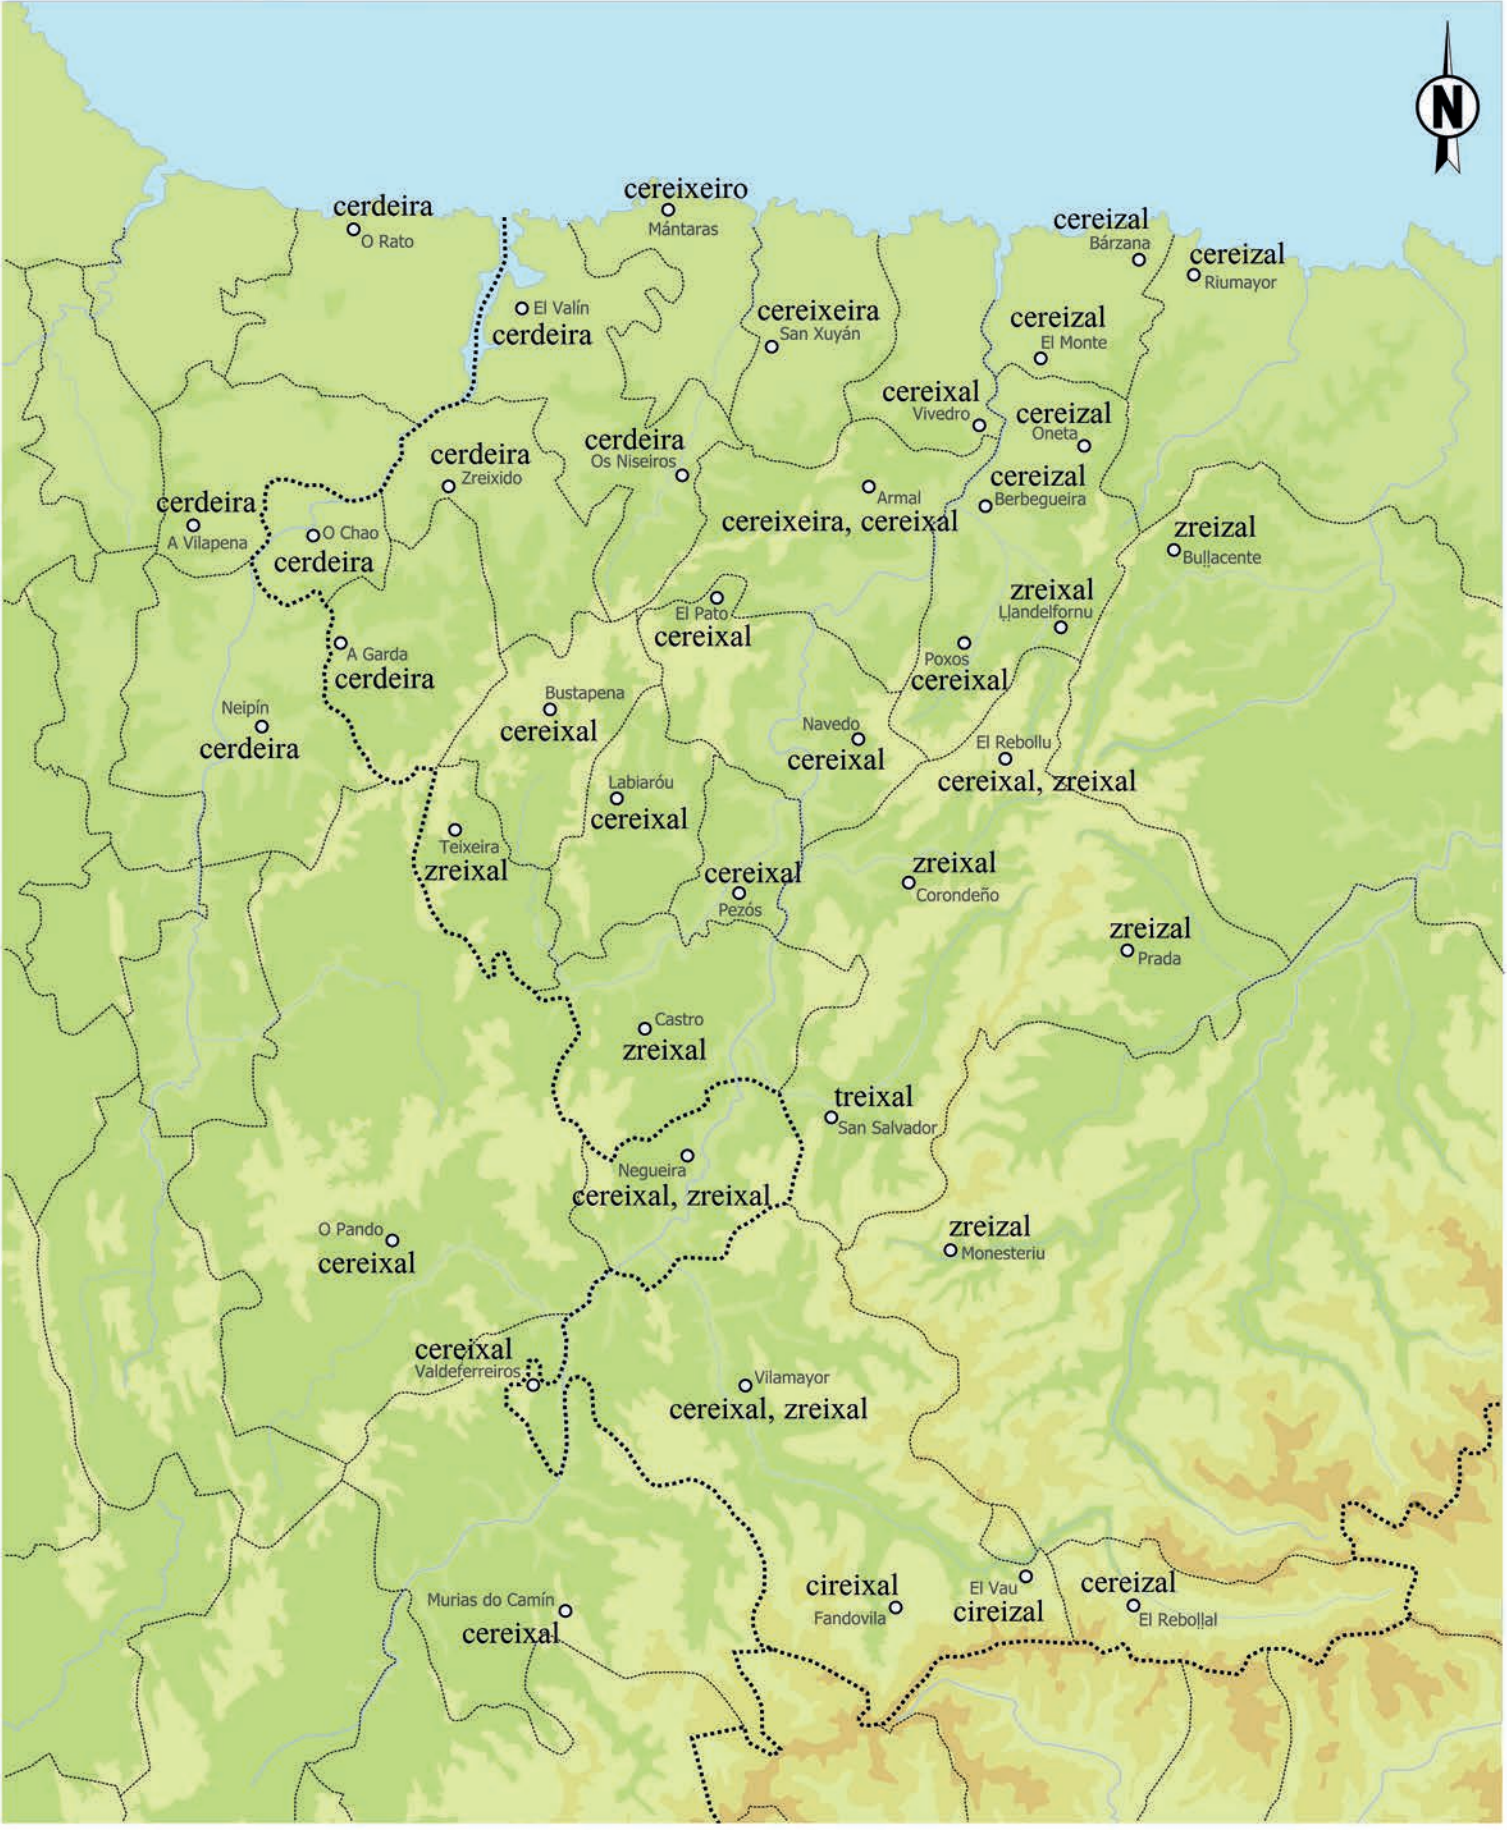 N
cereixeiro
Mántaras
cerdeira
O Rato
cereizal
Bárzana
cereizal
Riumayor
El Valín
cerdeira
cereixeira
San Xuyán
cereizal
El Monte
cereixal
Vivedro
cereizal
Oneta
cerdeira
Os Niseiros
cerdeira
Zreixido
cereizal
Berbegueira
Armal
cereixeira, cereixal
cerdeira
A Vilapena
O Chao
cerdeira
zreizal
Buḷḷacente
zreixal
Ḷḷandelfornu
El Pato
cereixal
Poxos
cereixal
A Garda
cerdeira
Bustapena
cereixal
Neipín
cerdeira
Navedo
cereixal
El Rebollu
cereixal, zreixal
Labiaróu
cereixal
Teixeira
zreixal
cereixal
Pezós
zreixal
Corondeño
zreizal
Prada
Castro
zreixal
treixal
San Salvador
Negueira
cereixal, zreixal
O Pando
cereixal
zreizal
Monesteriu
cereixal
Valdeferreiros
Vilamayor
cereixal, zreixal
cireixal
Fandovila
El Vau
cireizal
cereizal
El Reboḷḷal
Murias do Camín
cereixal